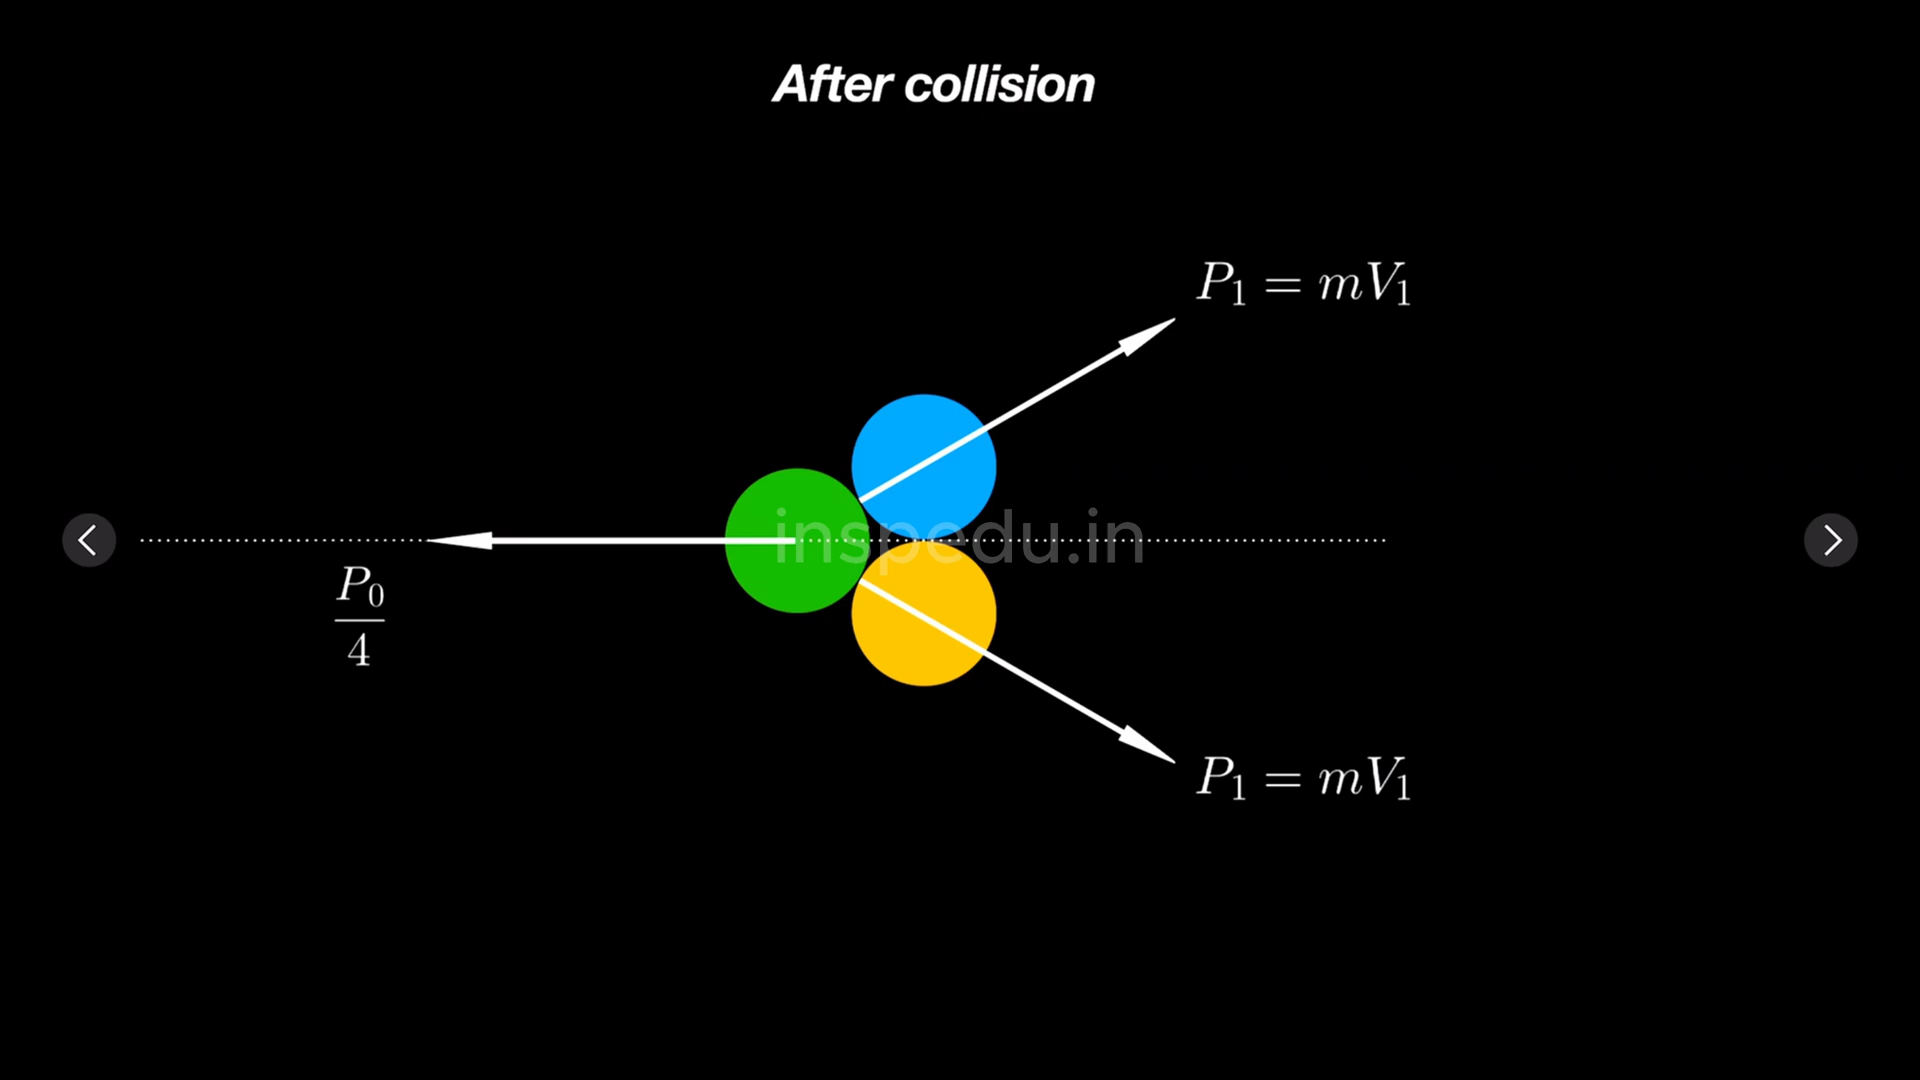 After collision
P₁ = mV₁
inspedu.in
P₀
4
P₁ = mV₁